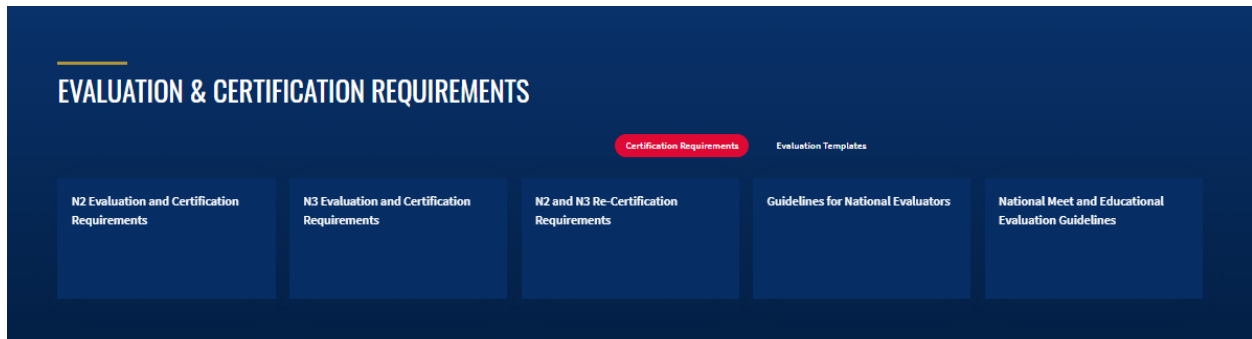 EVALUATION & CERTIFICATION REQUIREMENTS
Certification Requirements
Evaluation Templates
N2 Evaluation and Certification
Requirements
N3 Evaluation and Certification
Requirements
N2 and N3 Re-Certification
Requirements
Guidelines for National Evaluators
National Meet and Educational
Evaluation Guidelines